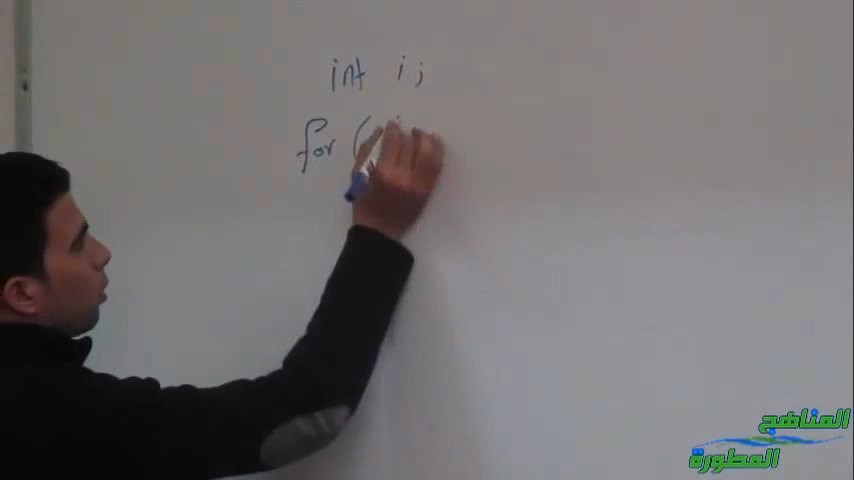 int i;
for (
المناهج
المطورة